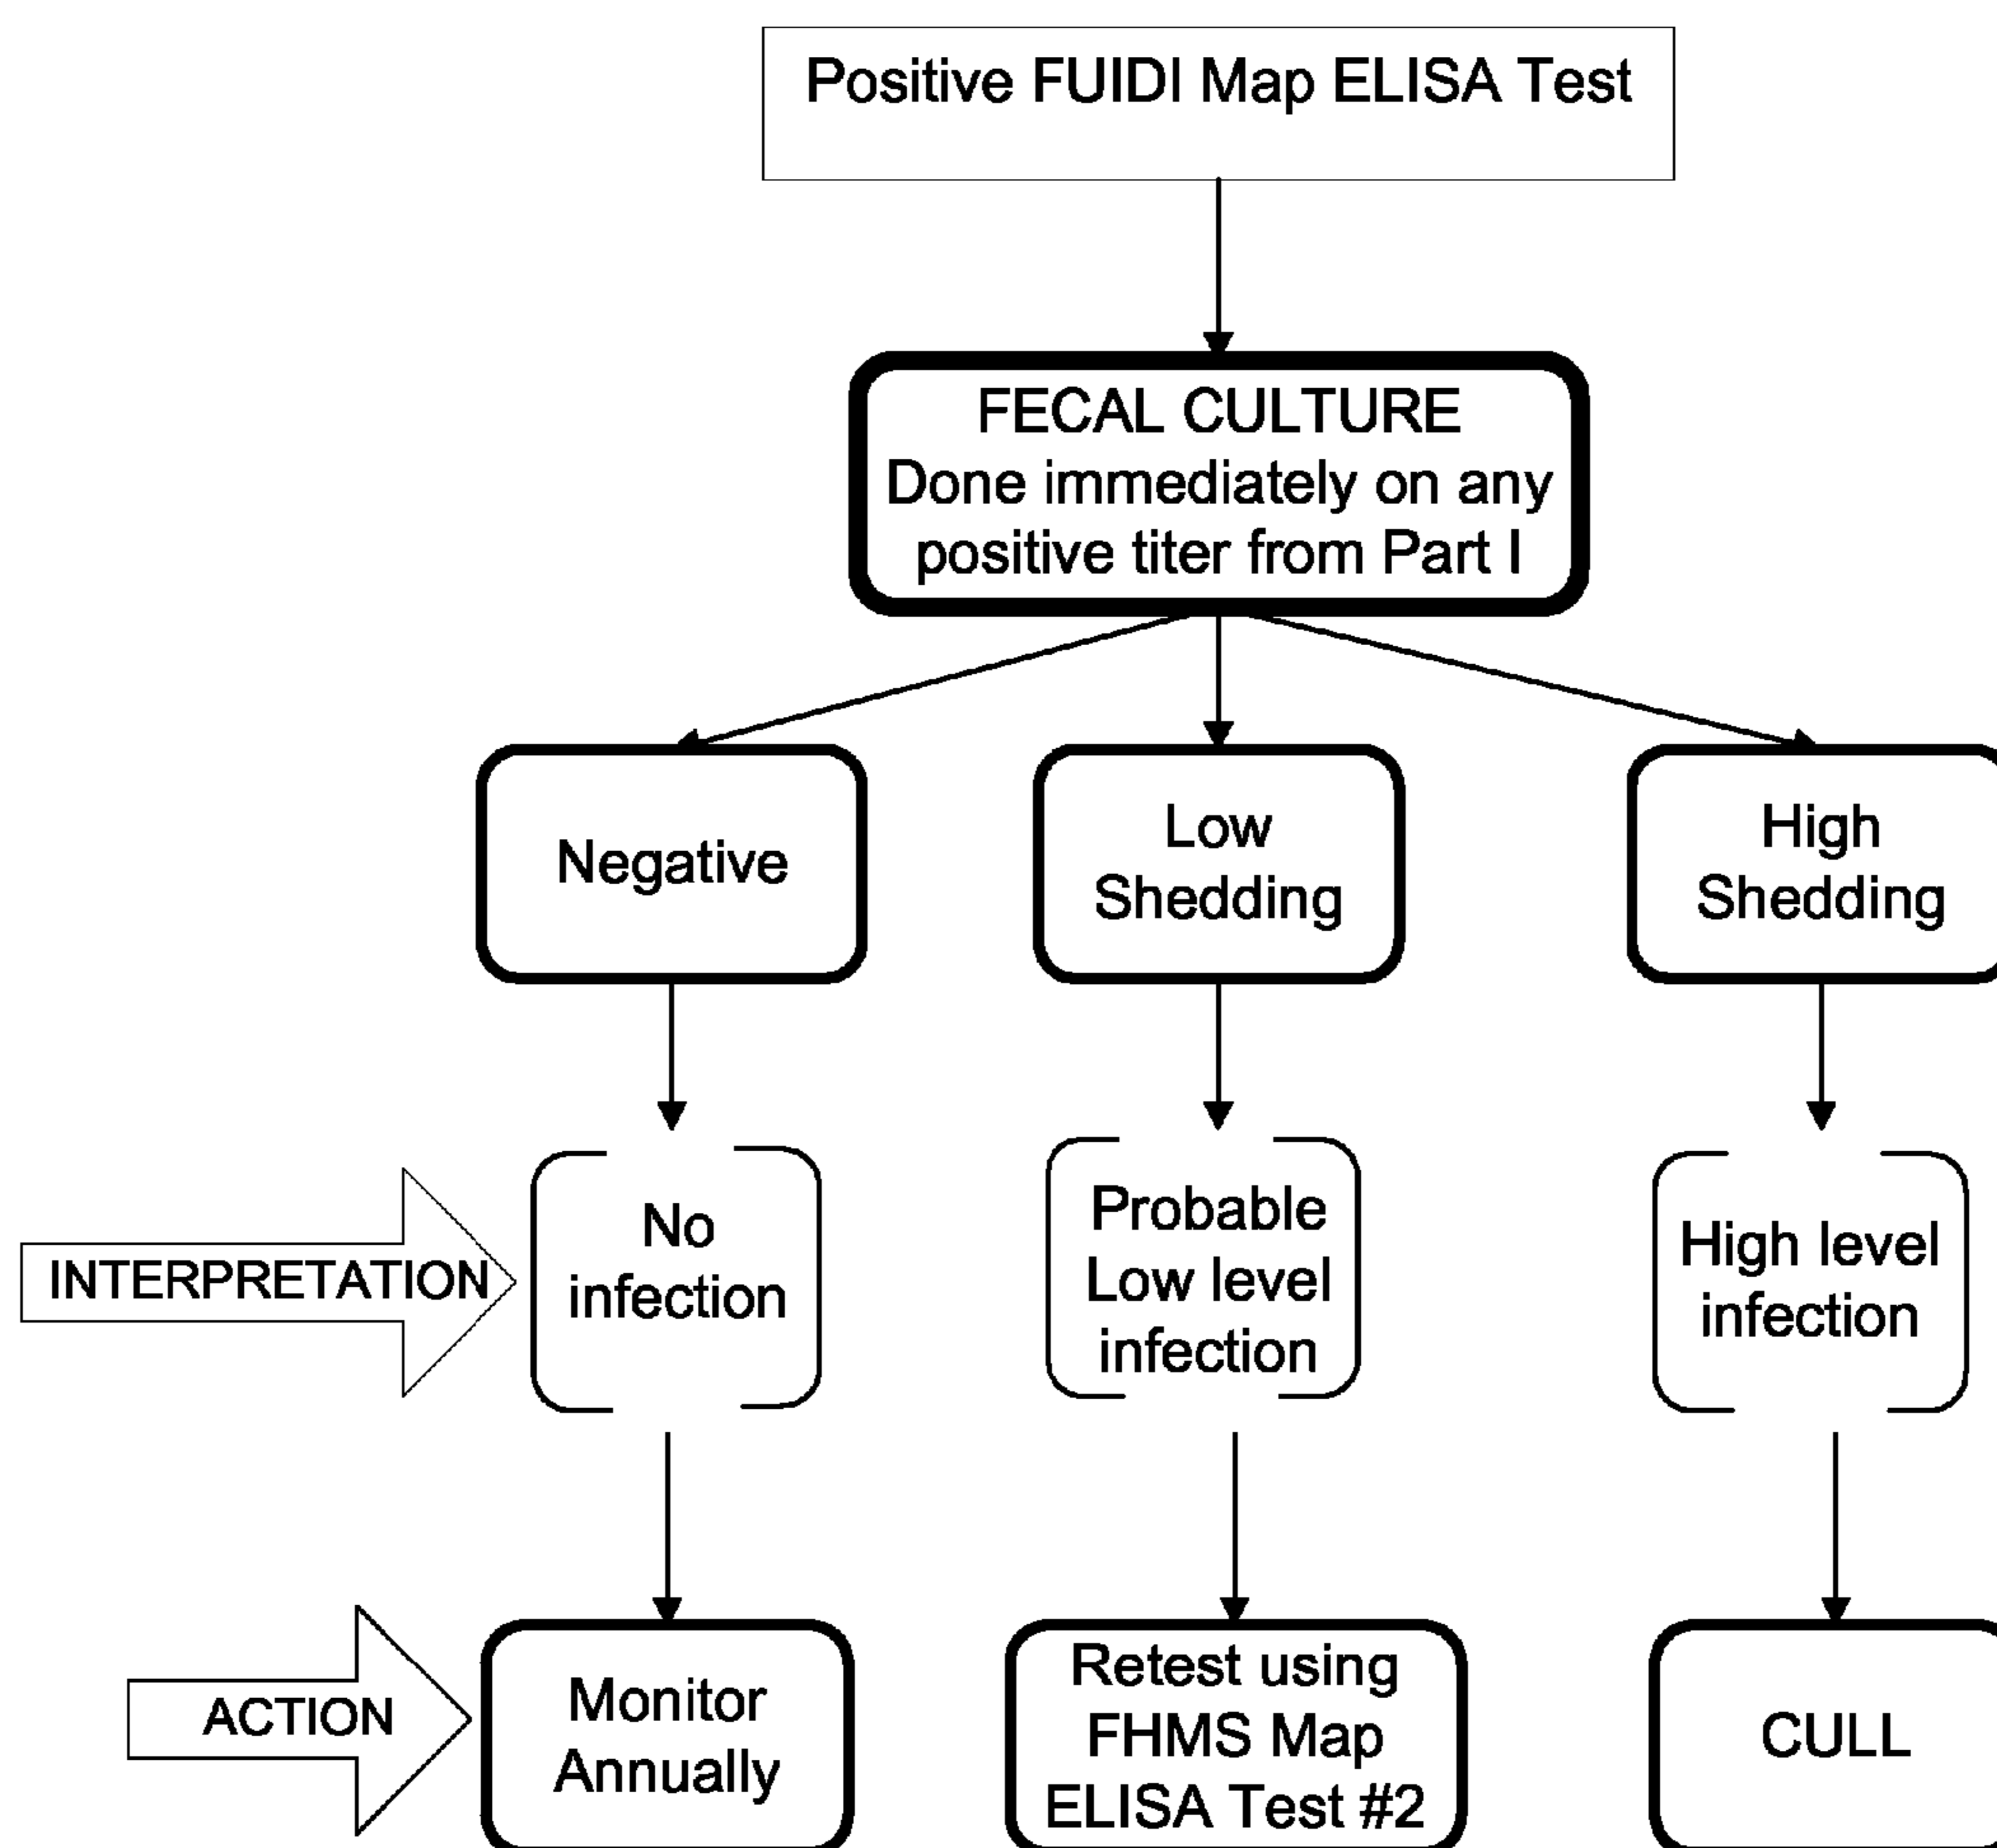 Positive FUIDI Map ELISA Test
FECAL CULTURE
Done immediately on any
positive titer from Part I
Negative
Low
Shedding
High
Shedding
INTERPRETATION
No
infection
Probable
Low level
infection
High level
infection
ACTION
Monitor
Annually
Retest using
FHMS Map
ELISA Test #2
CULL